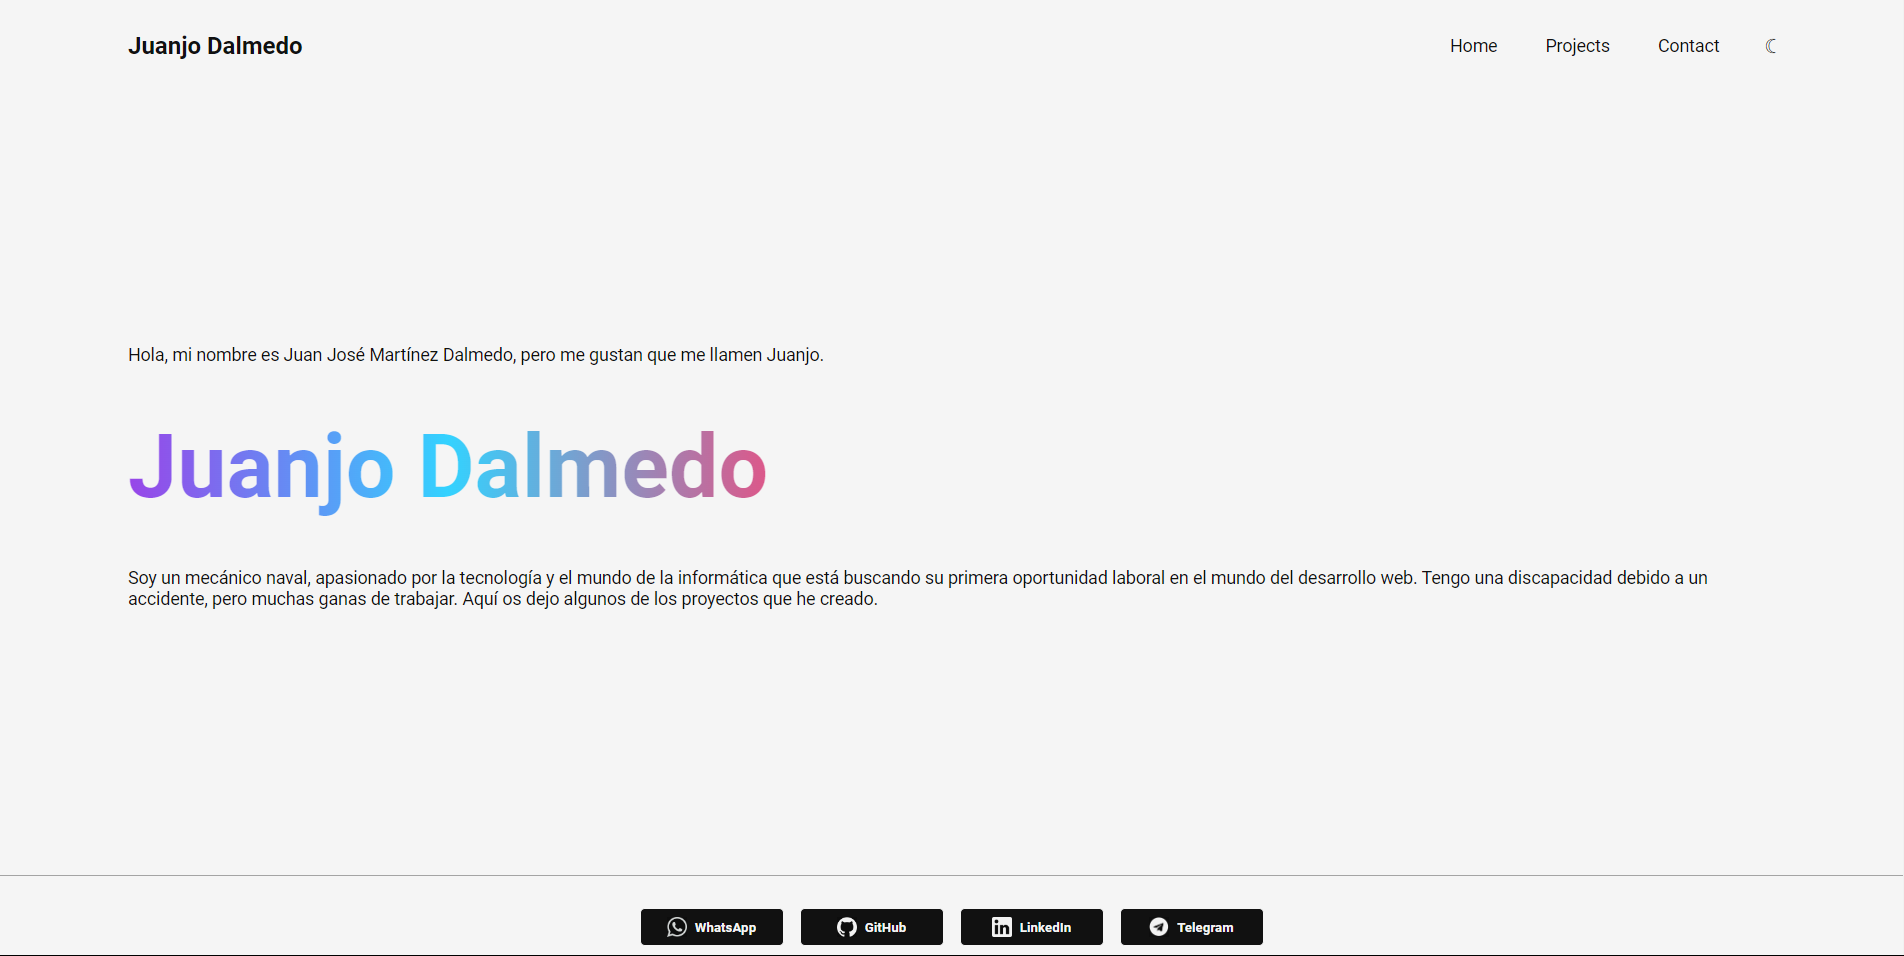 Juanjo Dalmedo
Home Projects Contact
Hola, mi nombre es Juan José Martínez Dalmedo, pero me gustan que me llamen Juanjo.
Juanjo Dalmedo
Soy un mecánico naval, apasionado por la tecnología y el mundo de la informática que está buscando su primera oportunidad laboral en el mundo del desarrollo web. Tengo una discapacidad debido a un
accidente, pero muchas ganas de trabajar. Aquí os dejo algunos de los proyectos que he creado.
WhatsApp GitHub LinkedIn Telegram